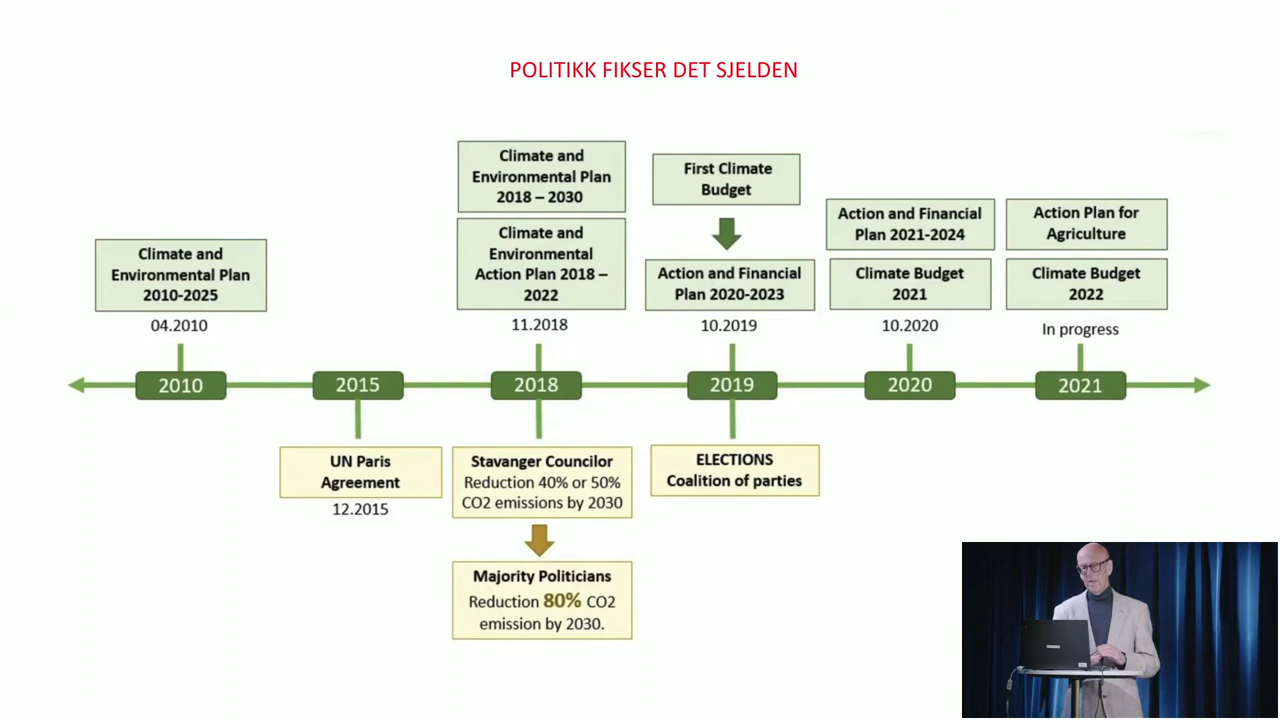 POLITIKK FIKSER DET SJELDEN
Climate and
Environmental Plan
2010-2025
04.2010
Climate and
Environmental Plan
2018 – 2030
Climate and
Environmental
Action Plan 2018 –
2022
11.2018
First Climate
Budget
Action and Financial
Plan 2020-2023
10.2019
Action and Financial
Plan 2021-2024
Climate Budget
2021
10.2020
Action Plan for
Agriculture
Climate Budget
2022
In progress
2010
2015
2018
2019
2020
2021
UN Paris
Agreement
12.2015
Stavanger Councilor
Reduction 40% or 50%
CO2 emissions by 2030
Majority Politicians
Reduction 80% CO2
emission by 2030.
ELECTIONS
Coalition of parties